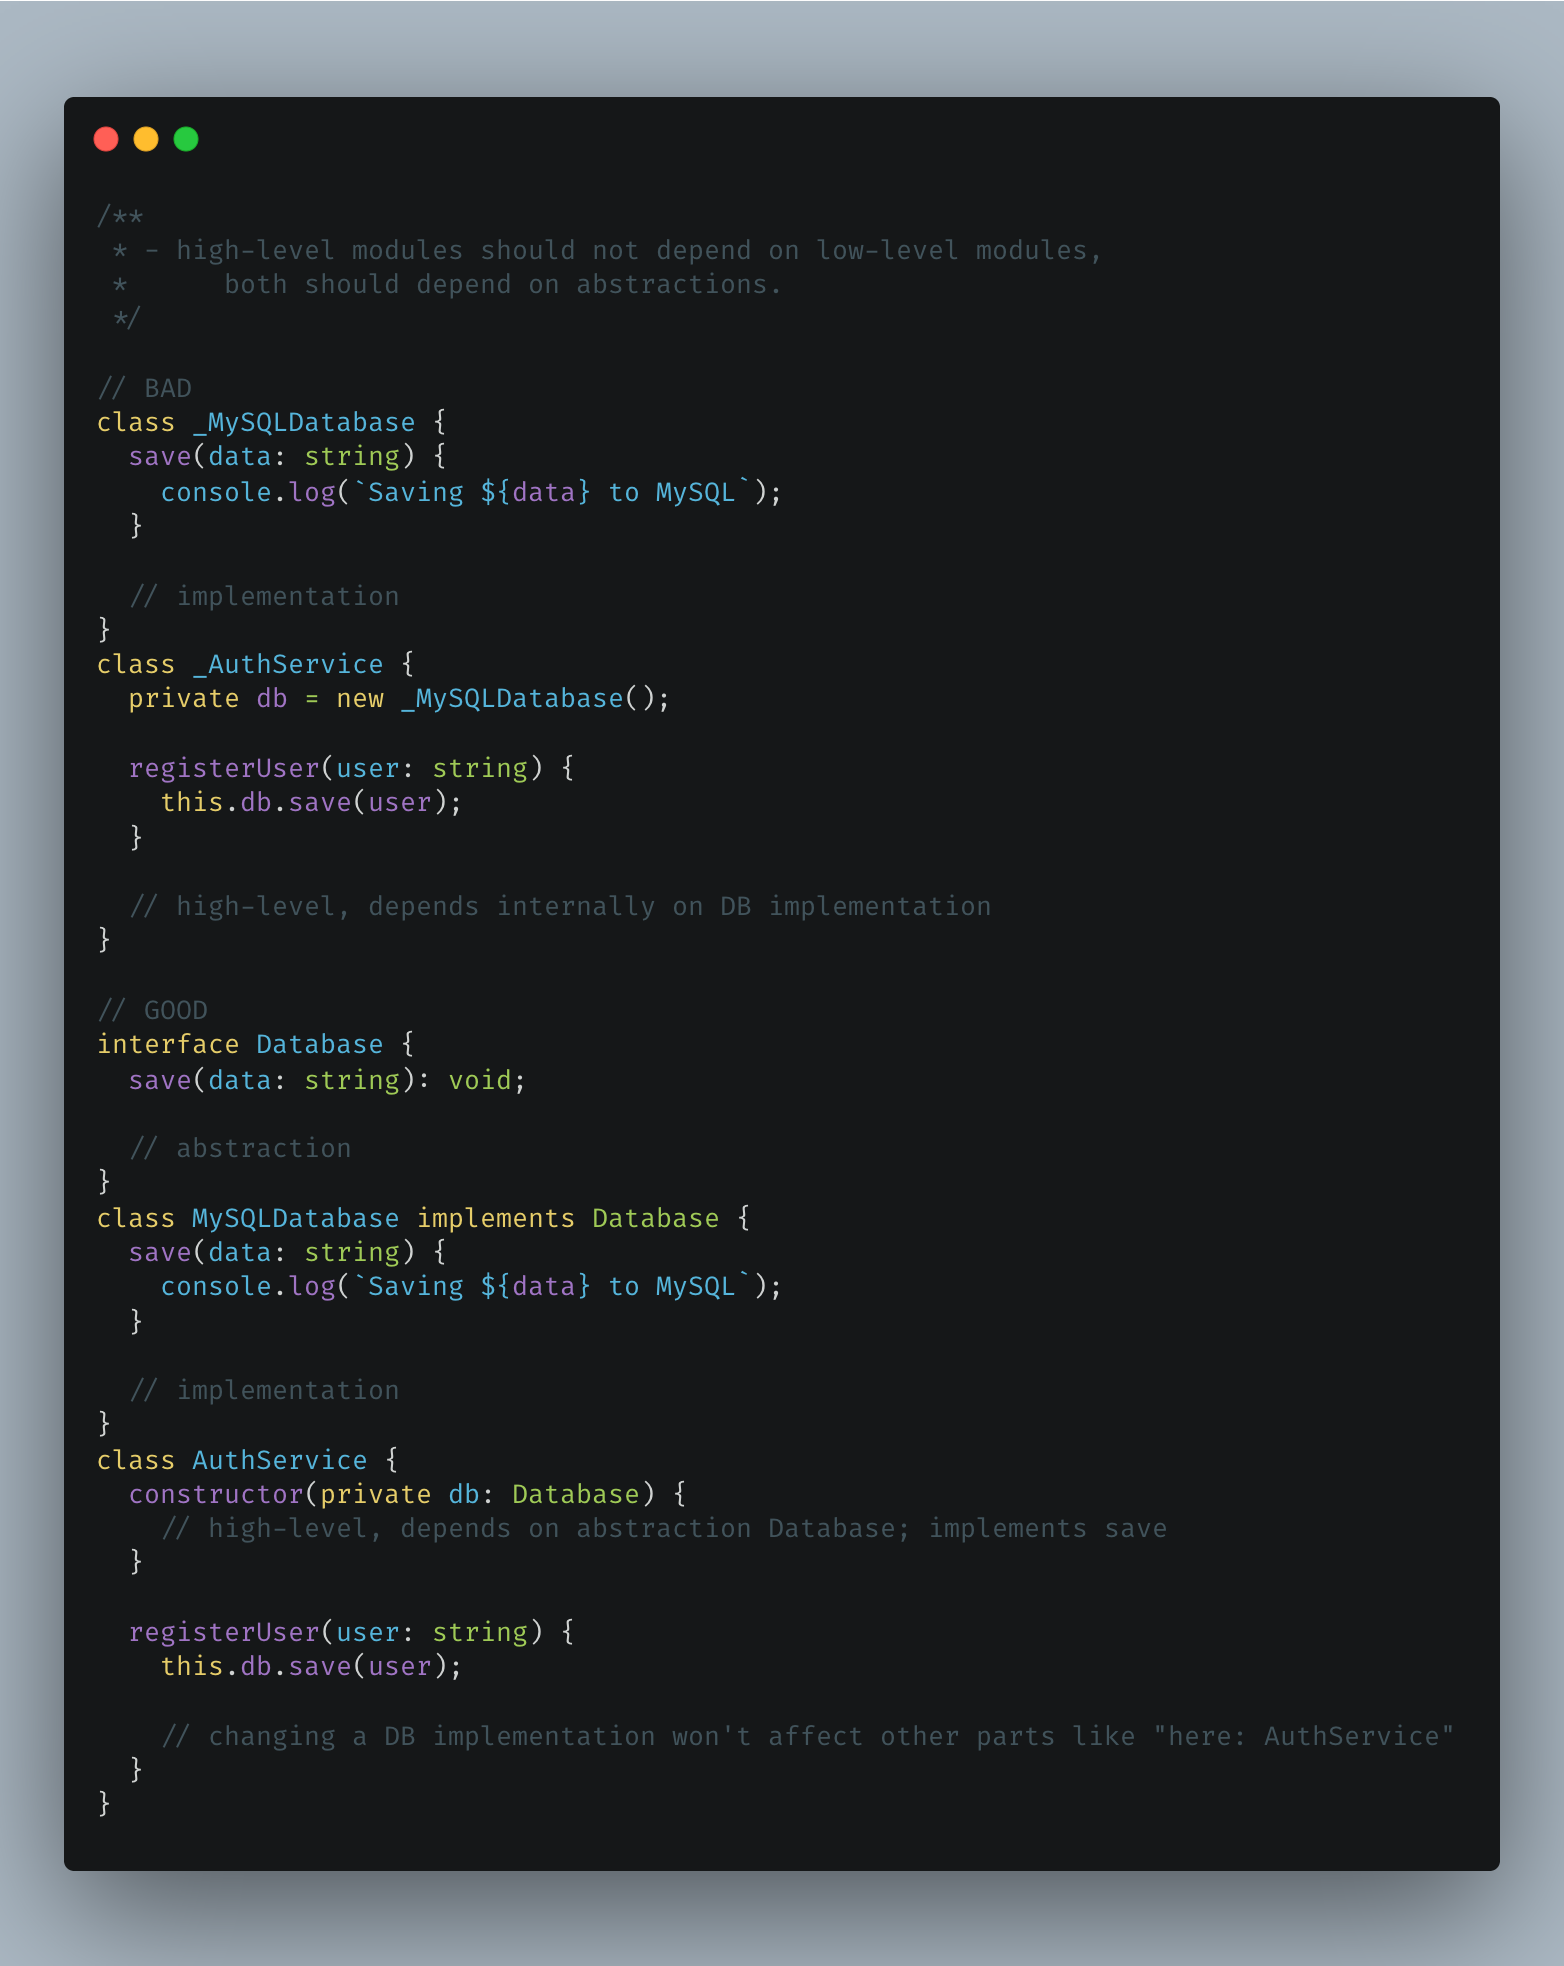 /**
 * - high-level modules should not depend on low-level modules,
 *      both should depend on abstractions.
 */

// BAD
class _MySQLDatabase {
  save(data: string) {
    console.log(`Saving ${data} to MySQL`);
  }

  // implementation
}
class _AuthService {
  private db = new _MySQLDatabase();

  registerUser(user: string) {
    this.db.save(user);
  }

  // high-level, depends internally on DB implementation
}

// GOOD
interface Database {
  save(data: string): void;

  // abstraction
}
class MySQLDatabase implements Database {
  save(data: string) {
    console.log(`Saving ${data} to MySQL`);
  }

  // implementation
}
class AuthService {
  constructor(private db: Database) {
    // high-level, depends on abstraction Database; implements save
  }

  registerUser(user: string) {
    this.db.save(user);

    // changing a DB implementation won't affect other parts like "here: AuthService"
  }
}